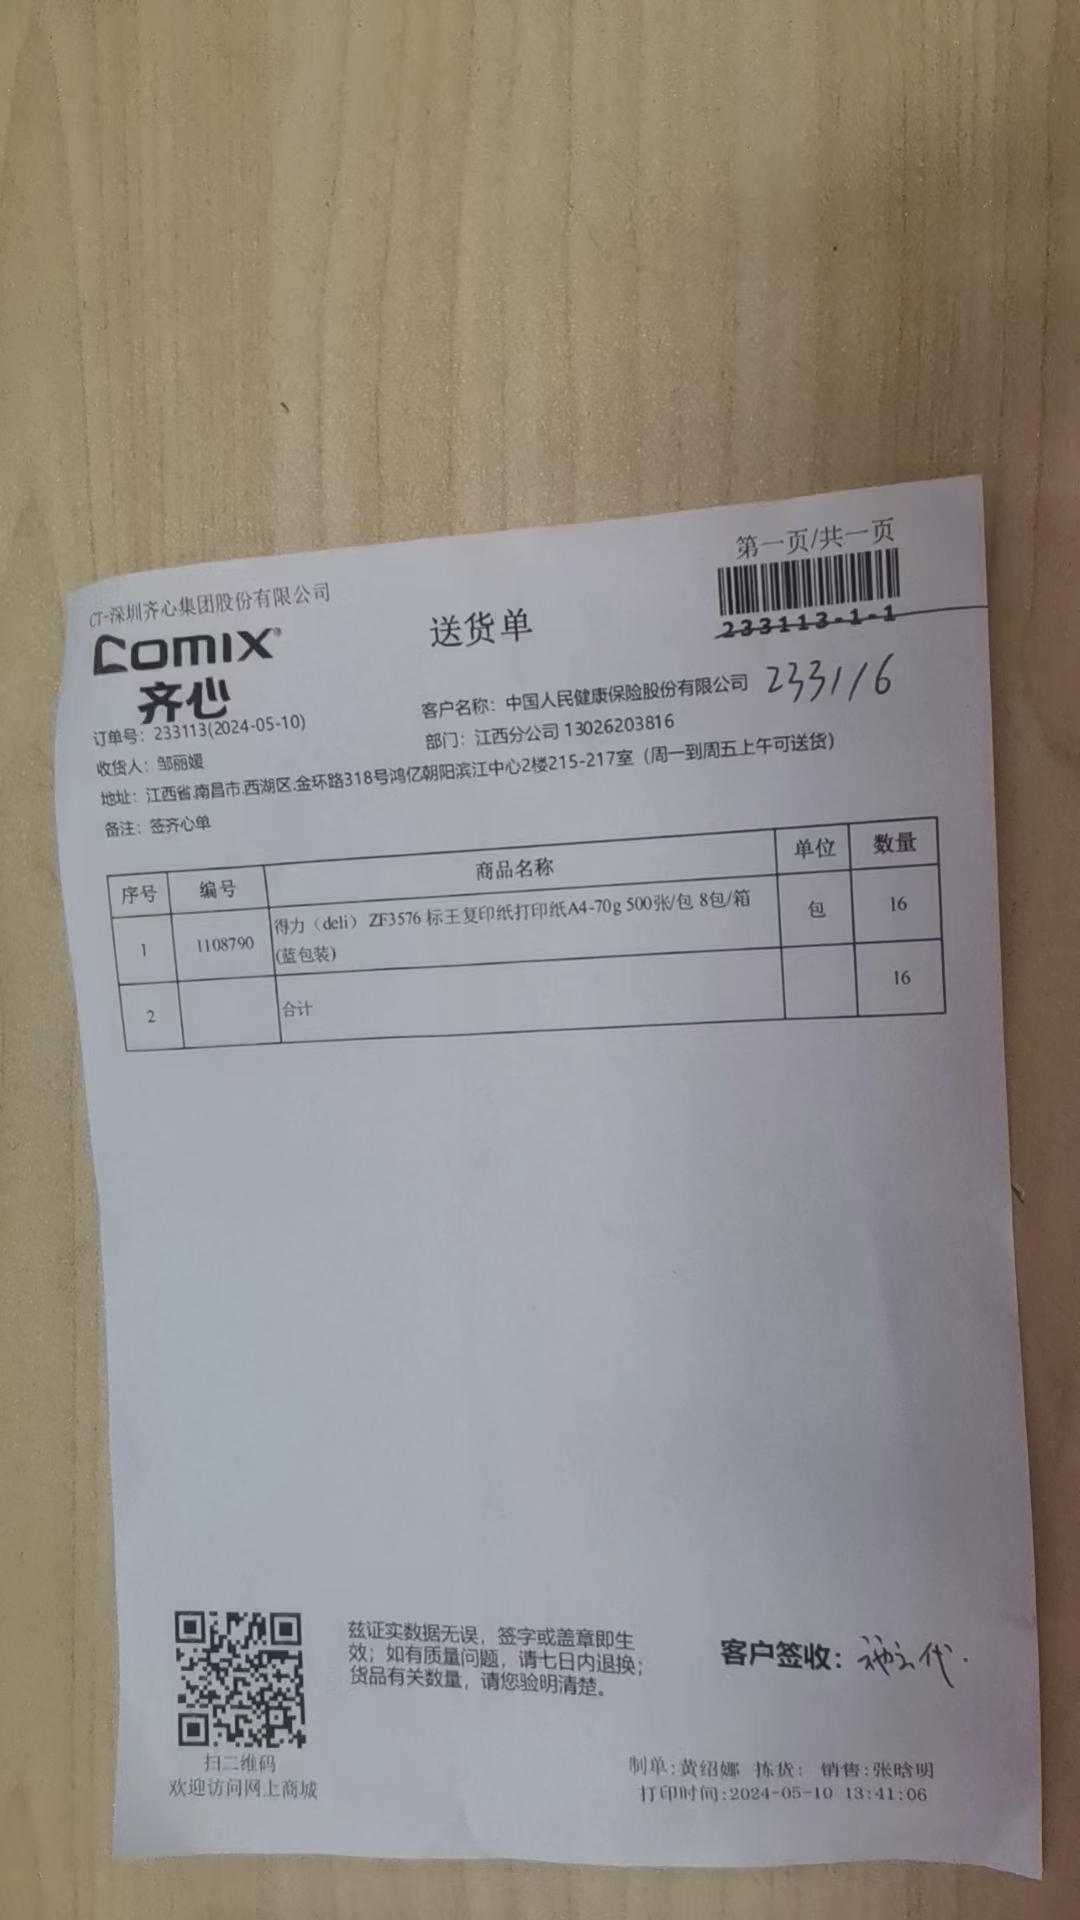 第一页/共一页
CT-深圳齐心集团股份有限公司
COMIX®
齐心
送货单
233113-1-1
233116
订单号：233113(2024-05-10)
客户名称：中国人民健康保险股份有限公司
收货人：邹丽媛
部门：江西分公司 13026203816
地址：江西省.南昌市.西湖区.金环路318号鸿亿朝阳滨江中心2楼215-217室（周一到周五上午可送货）
备注：签齐心单
序号 编号 商品名称 单位 数量
1 1108790 得力（deli） ZF3576 标王复印纸打印纸A4-70g 500张/包 8包/箱 包 16
(蓝包装)
2 合计 16
兹证实数据无误，签字或盖章即生
效；如有质量问题，请七日内退换；
货品有关数量，请您验明清楚。
客户签收：
扫二维码
欢迎访问网上商城
制单:黄绍娜 拣货: 销售:张晗明
打印时间:2024-05-10 13:41:06